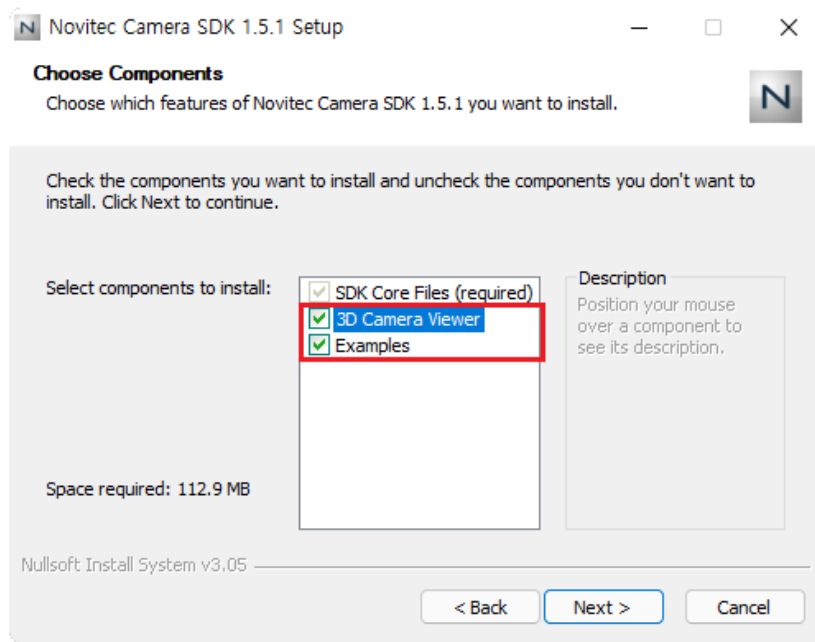 N Novitec Camera SDK 1.5.1 Setup
Choose Components
Choose which features of Novitec Camera SDK 1.5.1 you want to install.
N
Check the components you want to install and uncheck the components you don't want to
install. Click Next to continue.
Select components to install:
SDK Core Files (required)
3D Camera Viewer
Examples
Description
Position your mouse
over a component to
see its description.
Space required: 112.9 MB
Nullsoft Install System v3.05
< Back
Next >
Cancel